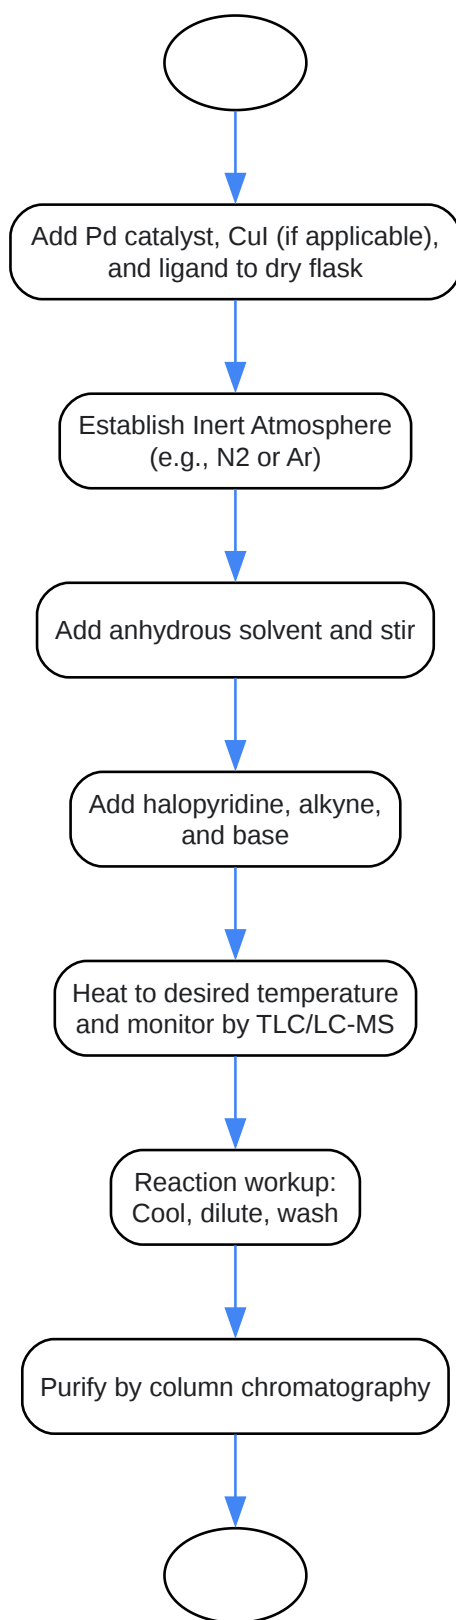 Add Pd catalyst, CuI (if applicable),
and ligand to dry flask
Establish Inert Atmosphere
(e.g., N2 or Ar)
Add anhydrous solvent and stir
Add halopyridine, alkyne,
and base
Heat to desired temperature
and monitor by TLC/LC-MS
Reaction workup:
Cool, dilute, wash
Purify by column chromatography